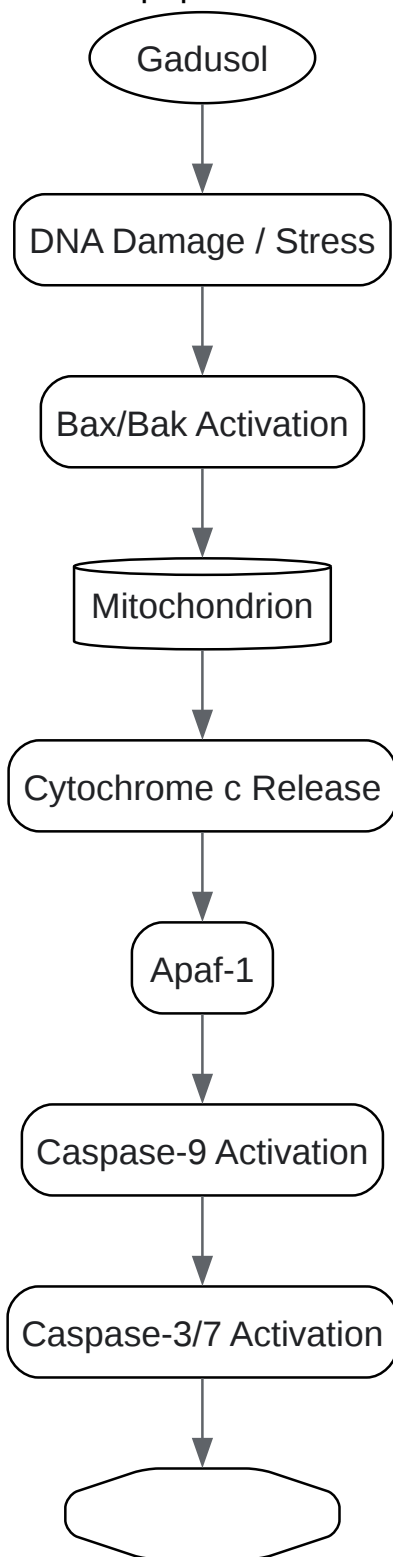 Gadusol
DNA Damage / Stress
Bax/Bak Activation
Mitochondrion
Cytochrome c Release
Apaf-1
Caspase-9 Activation
Caspase-3/7 Activation